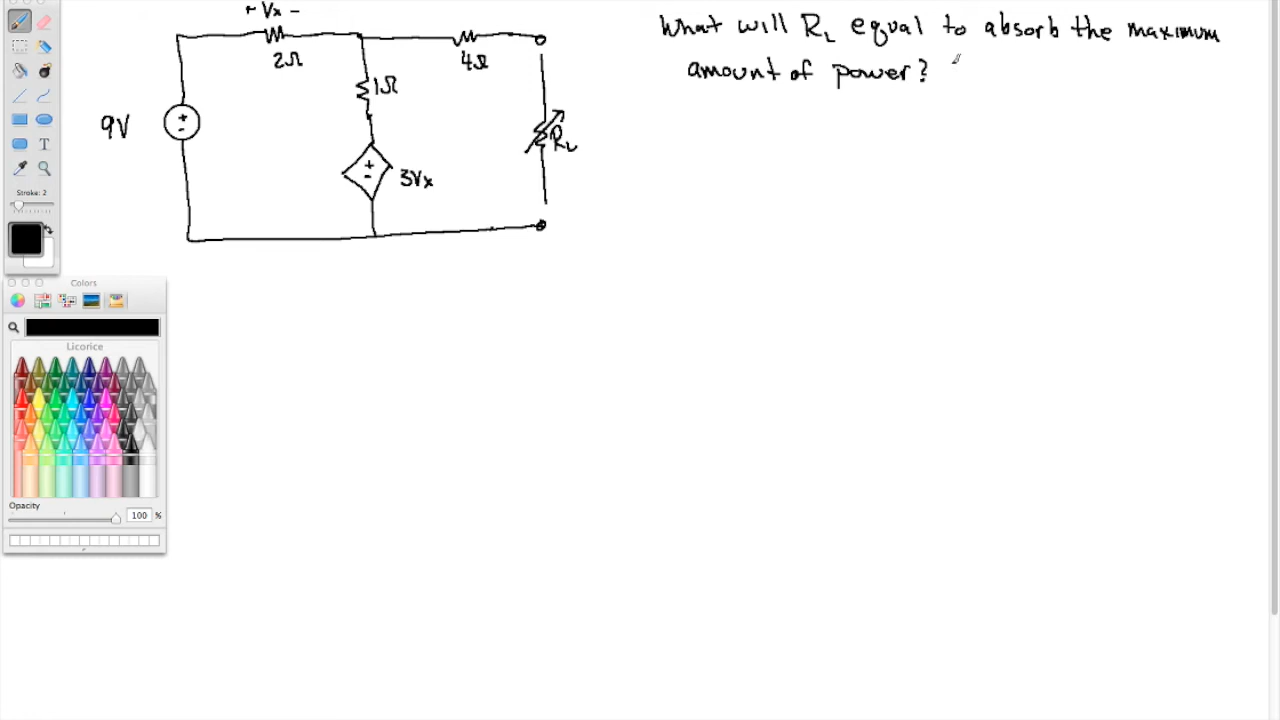 + Vx -
What will RL equal to absorb the maximum
amount of power?
2Ω
4Ω
1Ω
9V
+
-
RL
+
-
3Vx
Stroke: 2
Colors
Licorice
Opacity
100 %
T